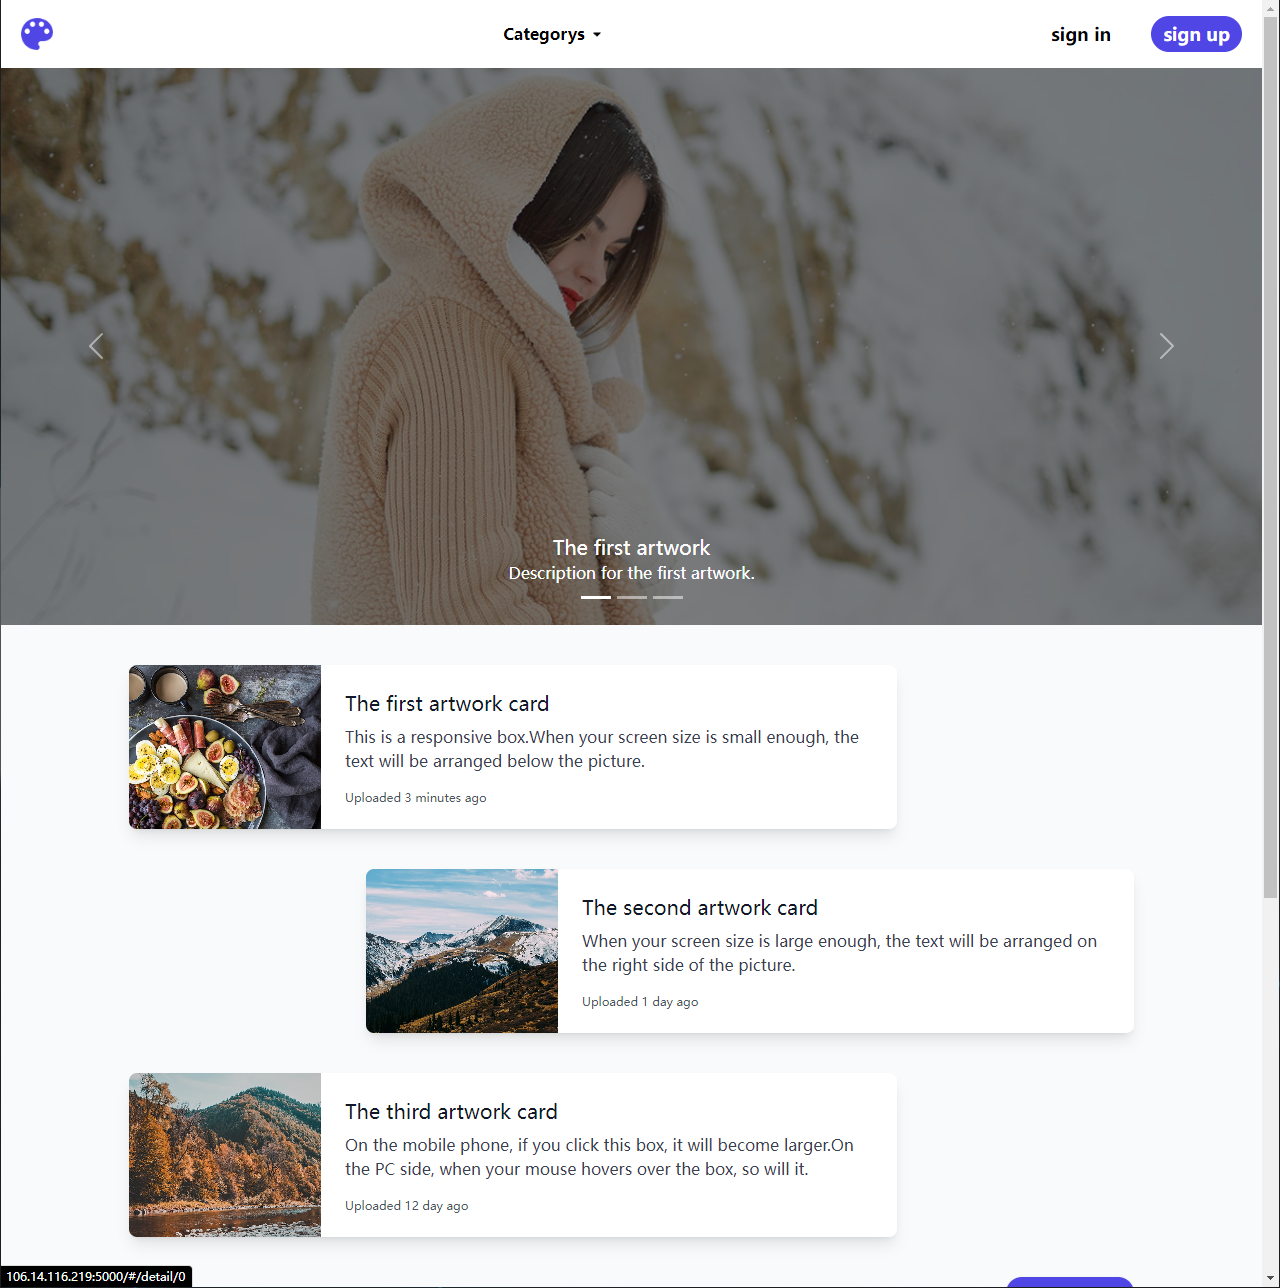 Categorys
sign in
sign up
The first artwork
Description for the first artwork.
The first artwork card
This is a responsive box.When your screen size is small enough, the
text will be arranged below the picture.
Uploaded 3 minutes ago
The second artwork card
When your screen size is large enough, the text will be arranged on
the right side of the picture.
Uploaded 1 day ago
The third artwork card
On the mobile phone, if you click this box, it will become larger.On
the PC side, when your mouse hovers over the box, so will it.
Uploaded 12 day ago
106.14.116.219:5000/#/detail/0